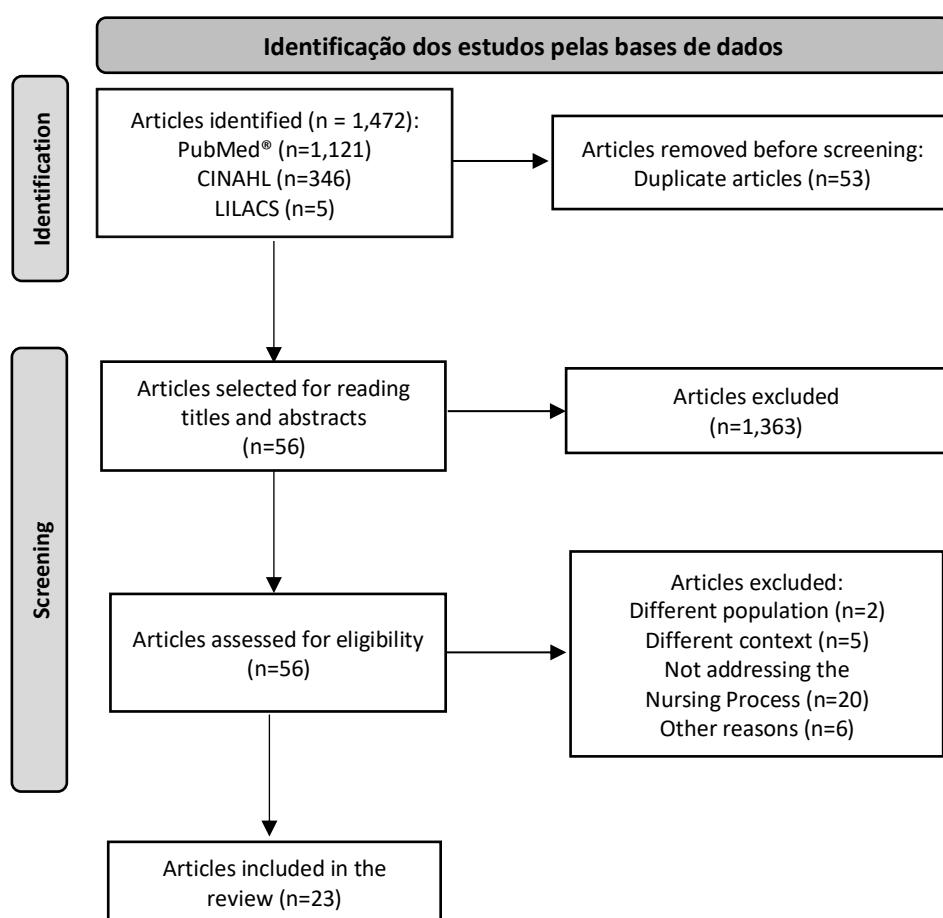 Identificação dos estudos pelas bases de dados
Identification
Articles identified (n = 1,472):
PubMed® (n=1,121)
CINAHL (n=346)
LILACS (n=5)
Articles removed before screening:
Duplicate articles (n=53)
Screening
Articles selected for reading
titles and abstracts
(n=56)
Articles excluded
(n=1,363)
Articles assessed for eligibility
(n=56)
Articles excluded:
Different population (n=2)
Different context (n=5)
Not addressing the
Nursing Process (n=20)
Other reasons (n=6)
Articles included in the
review (n=23)